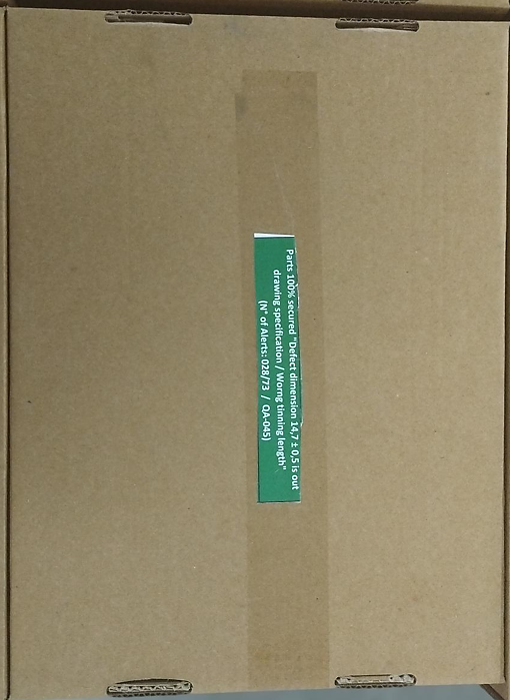 Parts 100% secured "Defect dimension 14,7 ± 0,5 is out
drawing specification / Worng tinning length"
(N° of Alerts: 028/73 / QA-045)